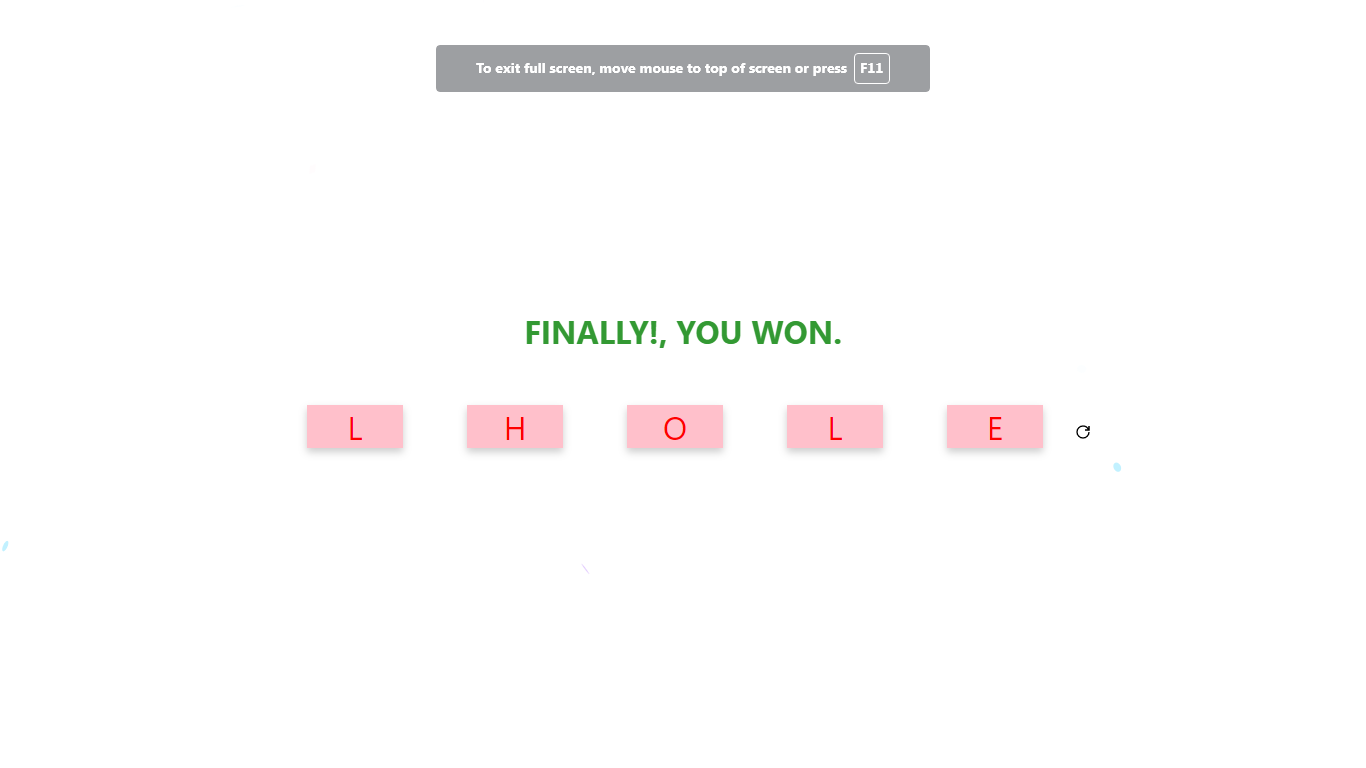 To exit full screen, move mouse to top of screen or press F11
FINALLY!, YOU WON.
L H O L E